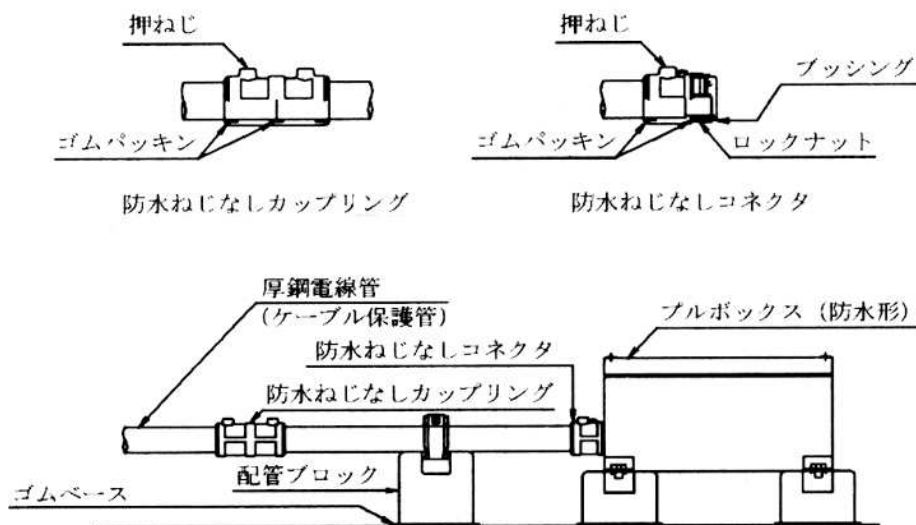 押ねじ
ゴムパッキン
防水ねじなしカップリング
押ねじ
ブッシング
ゴムパッキン
ロックナット
防水ねじなしコネクタ
厚鋼電線管
(ケーブル保護管)
プルボックス (防水形)
防水ねじなしコネクタ
防水ねじなしカップリング
配管ブロック
ゴムベース